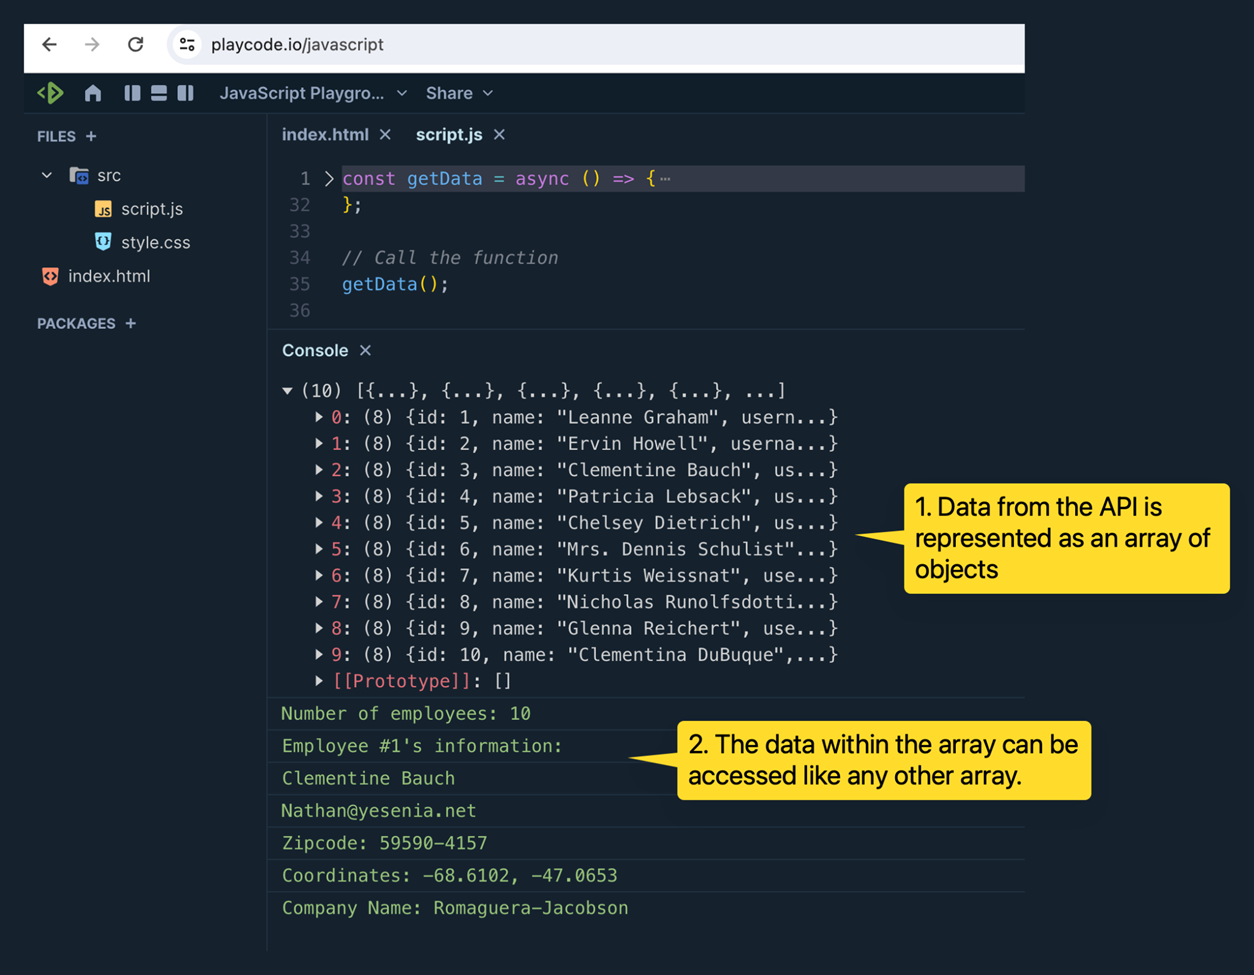 playcode.io/javascript
JavaScript Playgro... Share
FILES +
src
script.js
style.css
index.html
PACKAGES +
index.html × script.js ×
1 const getData = async () => {⋯
32 };
33
34 // Call the function
35 getData();
36
Console ×
(10) [{...}, {...}, {...}, {...}, {...}, ...]
0: (8) {id: 1, name: "Leanne Graham", usern...}
1: (8) {id: 2, name: "Ervin Howell", userna...}
2: (8) {id: 3, name: "Clementine Bauch", us...}
3: (8) {id: 4, name: "Patricia Lebsack", us...}
4: (8) {id: 5, name: "Chelsey Dietrich", us...}
5: (8) {id: 6, name: "Mrs. Dennis Schulist"...}
6: (8) {id: 7, name: "Kurtis Weissnat", use...}
7: (8) {id: 8, name: "Nicholas Runolfsdotti...}
8: (8) {id: 9, name: "Glenna Reichert", use...}
9: (8) {id: 10, name: "Clementina DuBuque",...}
[[Prototype]]: []
Number of employees: 10
Employee #1's information:
Clementine Bauch
Nathan@yesenia.net
Zipcode: 59590-4157
Coordinates: -68.6102, -47.0653
Company Name: Romaguera-Jacobson
1. Data from the API is
represented as an array of
objects
2. The data within the array can be
accessed like any other array.